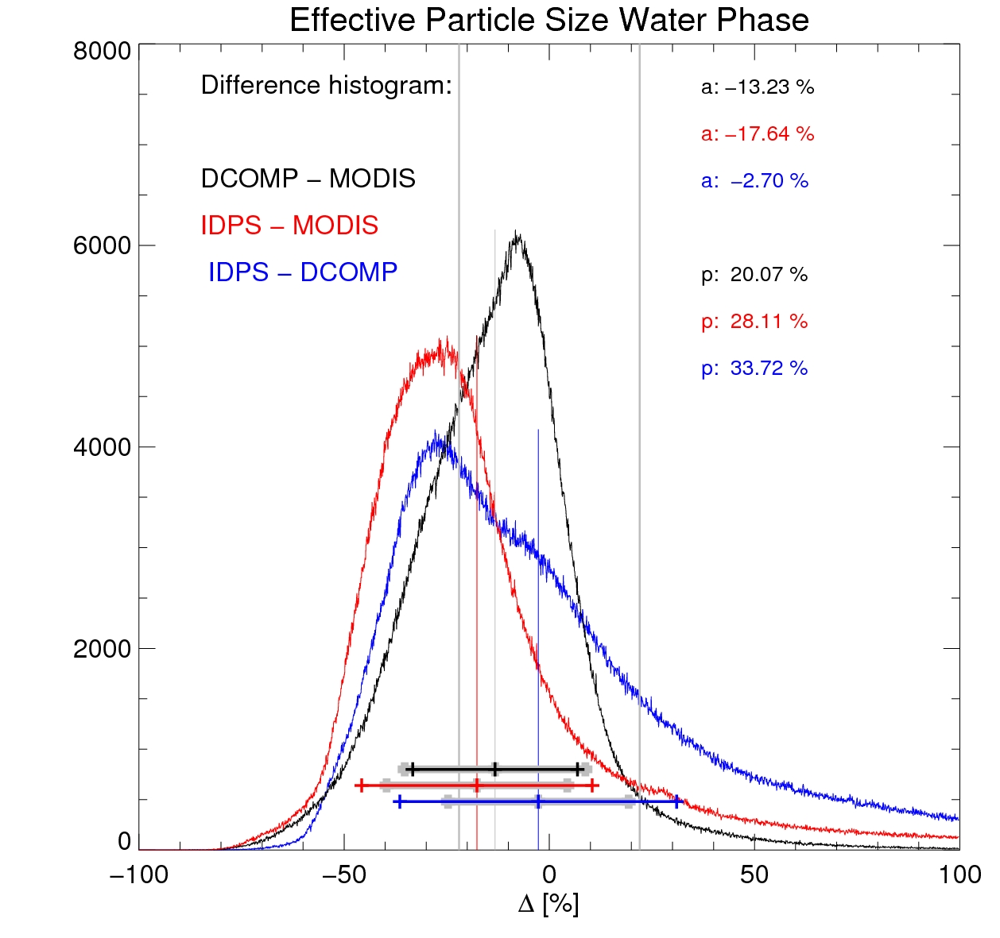 Effective Particle Size Water Phase
8000
6000
4000
2000
0
Difference histogram:
DCOMP – MODIS
IDPS – MODIS
IDPS – DCOMP
a: –13.23 %
a: –17.64 %
a: –2.70 %
p: 20.07 %
p: 28.11 %
p: 33.72 %
–100 –50 0 50 100
Δ [%]